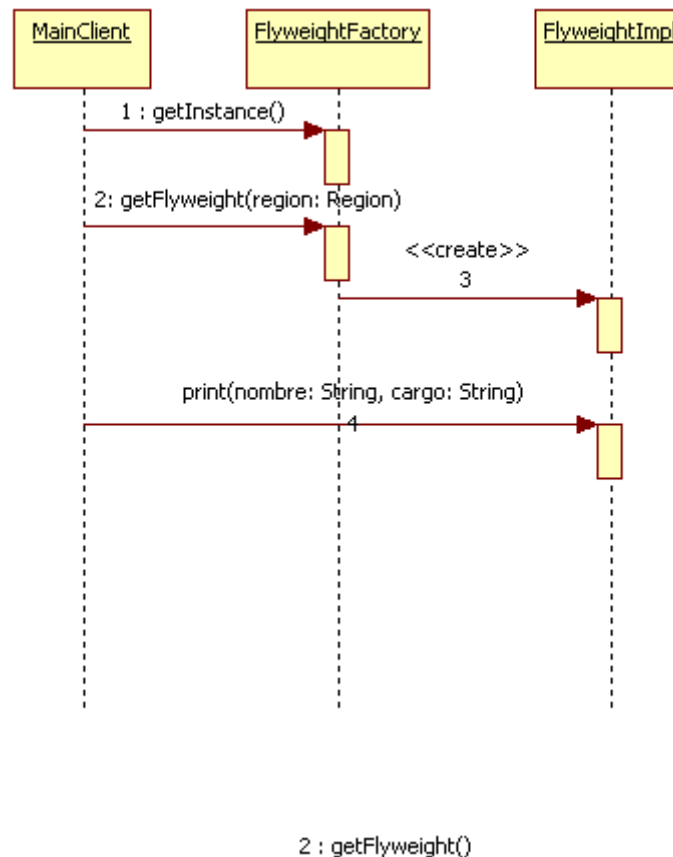 MainClient
FlyweightFactory
FlyweightImpl
1 : getInstance()
2: getFlyweight(region: Region)
<<create>>
3
print(nombre: String, cargo: String)
4
2 : getFlyweight()